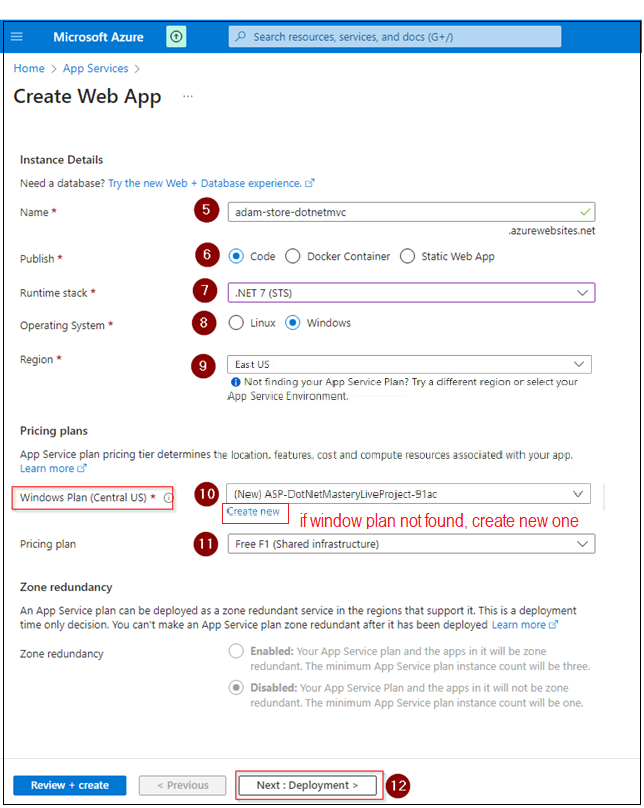 Microsoft Azure
Search resources, services, and docs (G+/)
Home > App Services >
Create Web App ...
Instance Details
Need a database? Try the new Web + Database experience.
Name * 5 adam-store-dotnetmvc
.azurewebsites.net
Publish * 6 Code Docker Container Static Web App
Runtime stack * 7 .NET 7 (STS)
Operating System * 8 Linux Windows
Region * 9 East US
Not finding your App Service Plan? Try a different region or select your
App Service Environment.
Pricing plans
App Service plan pricing tier determines the location, features, cost and compute resources associated with your app.
Learn more
Windows Plan (Central US) * 10 (New) ASP-DotNetMasteryLiveProject-91ac
Create new if window plan not found, create new one
Pricing plan 11 Free F1 (Shared infrastructure)
Zone redundancy
An App Service plan can be deployed as a zone redundant service in the regions that support it. This is a deployment
time only decision. You can't make an App Service plan zone redundant after it has been deployed Learn more
Zone redundancy Enabled: Your App Service plan and the apps in it will be zone
redundant. The minimum App Service plan instance count will be three.
Disabled: Your App Service Plan and the apps in it will not be zone
redundant. The minimum App Service plan instance count will be one.
Review + create < Previous Next : Deployment > 12